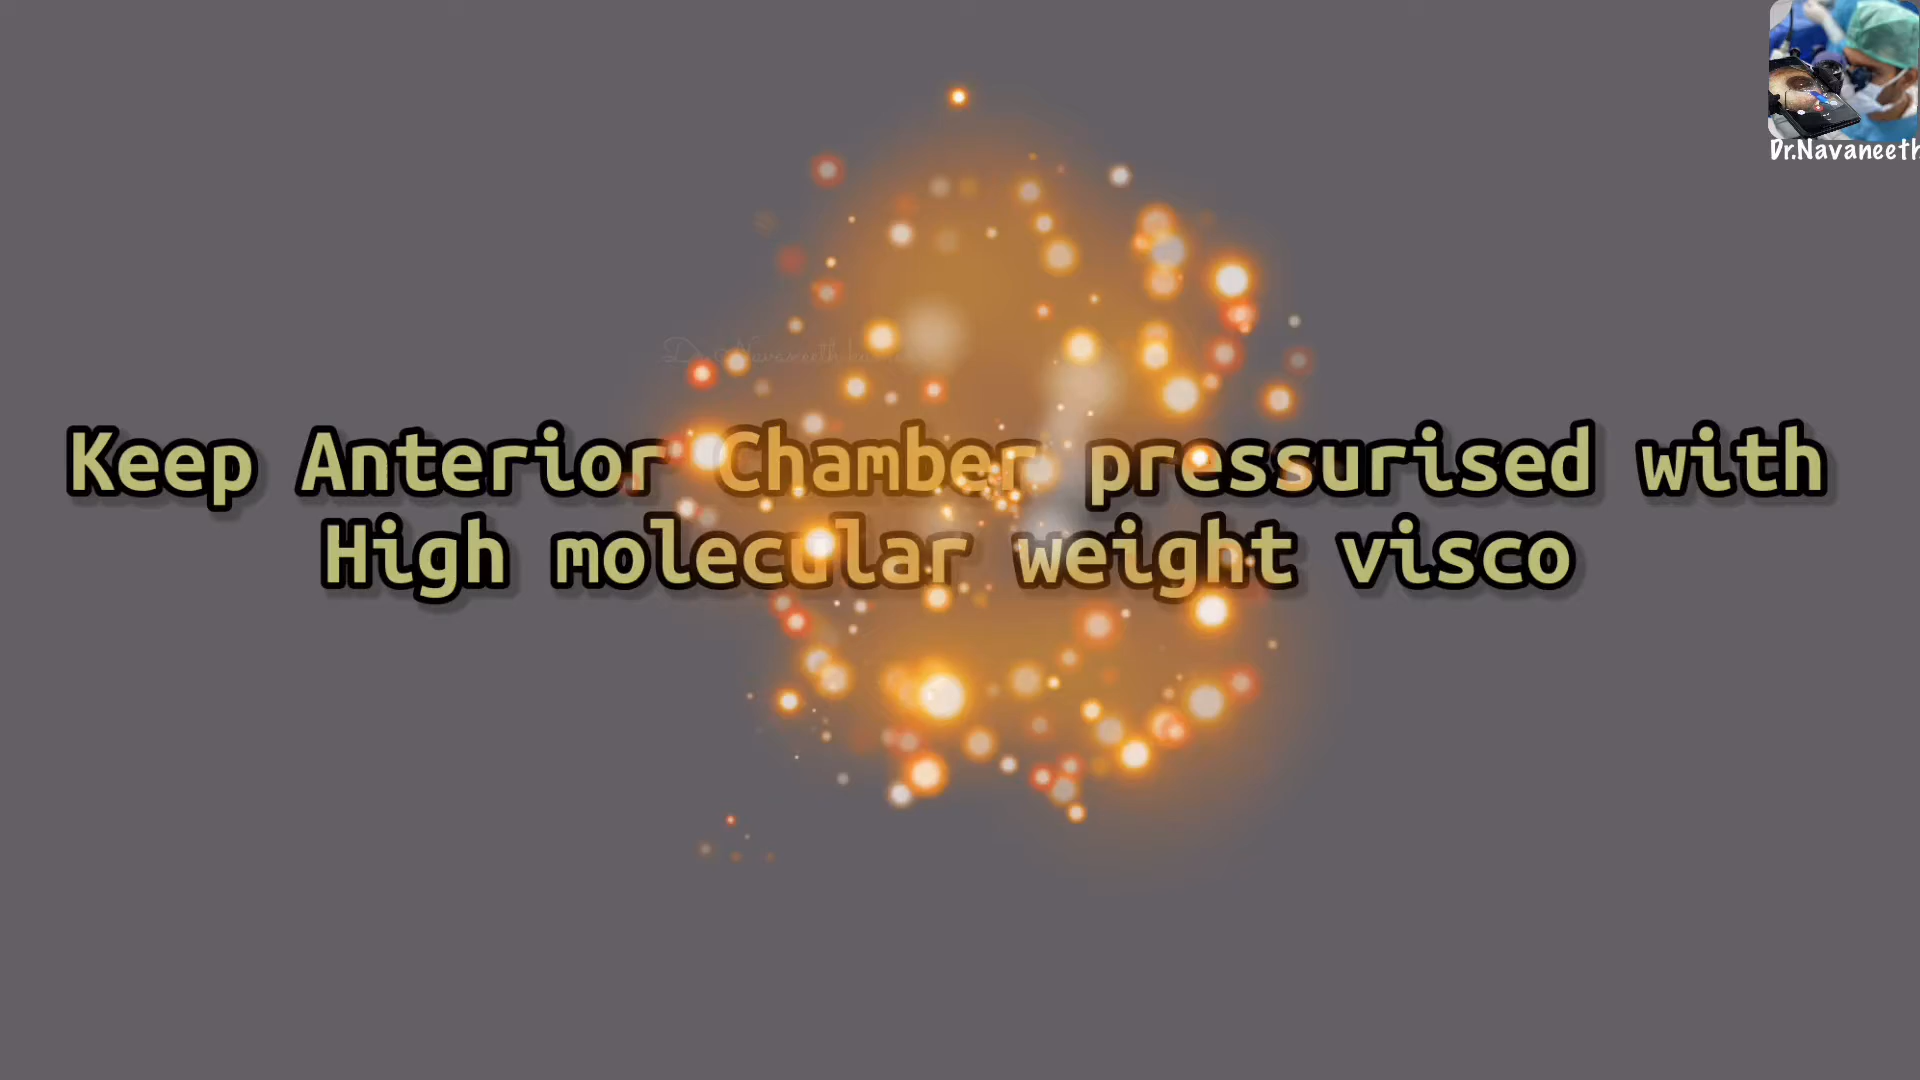 Dr.Navaneeth
Keep Anterior Chamber pressurised with
High molecular weight visco